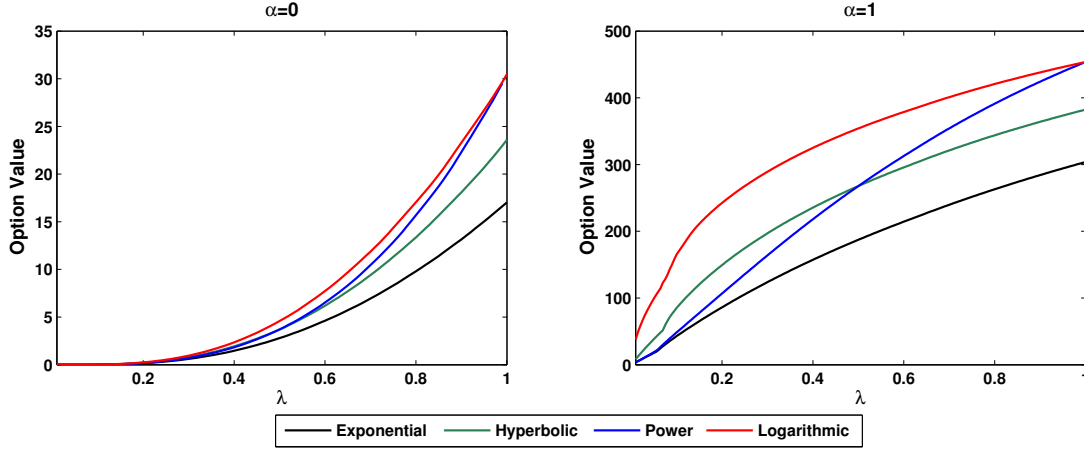 α=0
35
30
25
20
15
10
5
0
Option Value
0.2 0.4 0.6 0.8 1
λ
α=1
500
400
300
200
100
0
Option Value
0.2 0.4 0.6 0.8 1
λ
Exponential Hyperbolic Power Logarithmic